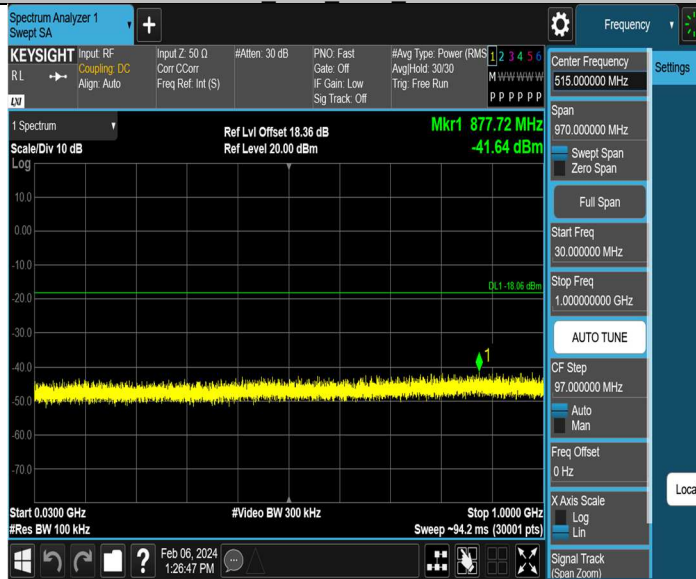 Spectrum Analyzer 1
Swept SA
Frequency
Settings
KEYSIGHT
RL
LXI
Input: RF
Coupling: DC
Align: Auto
Input Z: 50 Ω
Corr CCorr
Freq Ref: Int (S)
#Atten: 30 dB
PNO: Fast
Gate: Off
IF Gain: Low
Sig Track: Off
#Avg Type: Power (RMS
Avg|Hold: 30/30
Trig: Free Run
1 2 3 4 5 6
M W W W W W
P P P P P P
1 Spectrum
Scale/Div 10 dB
Log
Ref Lvl Offset 18.36 dB
Ref Level 20.00 dBm
Mkr1 877.72 MHz
-41.64 dBm
10.0
0.00
-10.0
-20.0
-30.0
-40.0
-50.0
-60.0
-70.0
DL1 -18.06 dBm
1
Start 0.0300 GHz
#Res BW 100 kHz
#Video BW 300 kHz
Stop 1.0000 GHz
Sweep ~94.2 ms (30001 pts)
Feb 06, 2024
1:26:47 PM
Center Frequency
515.000000 MHz
Span
970.000000 MHz
Swept Span
Zero Span
Full Span
Start Freq
30.000000 MHz
Stop Freq
1.000000000 GHz
AUTO TUNE
CF Step
97.000000 MHz
Auto
Man
Freq Offset
0 Hz
X Axis Scale
Log
Lin
Signal Track
(Span Zoom)
Loca